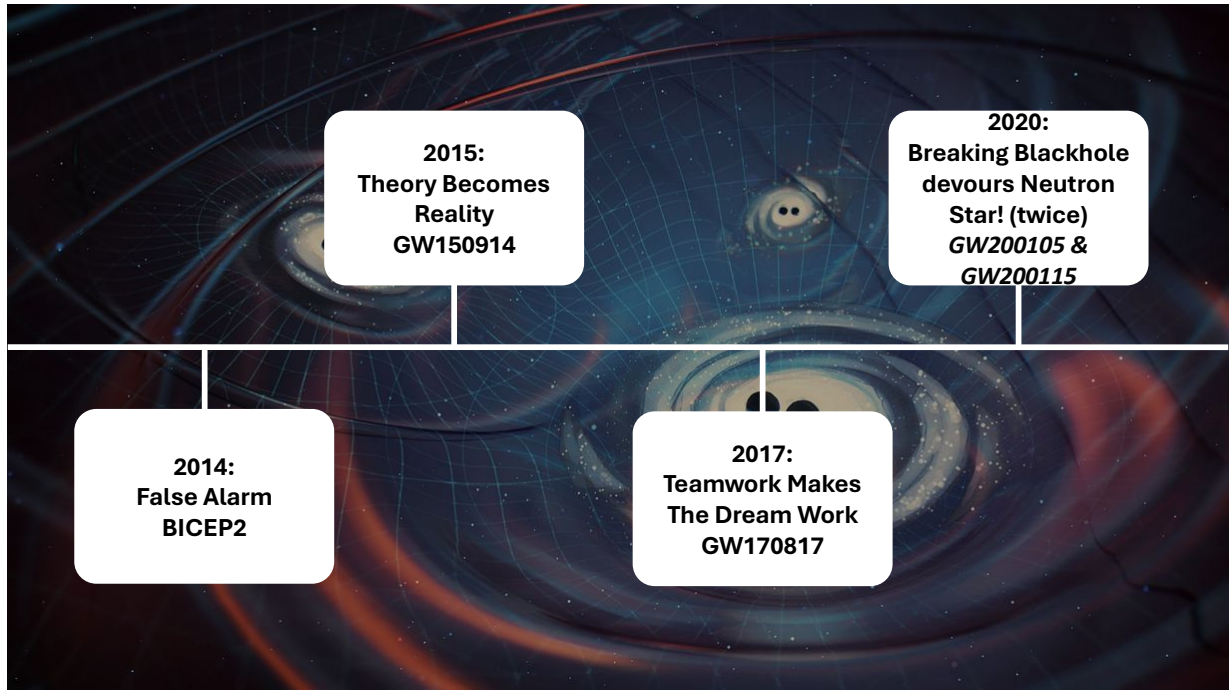 2015:
Theory Becomes
Reality
GW150914
2020:
Breaking Blackhole
devours Neutron
Star! (twice)
GW200105 &
GW200115
2014:
False Alarm
BICEP2
2017:
Teamwork Makes
The Dream Work
GW170817